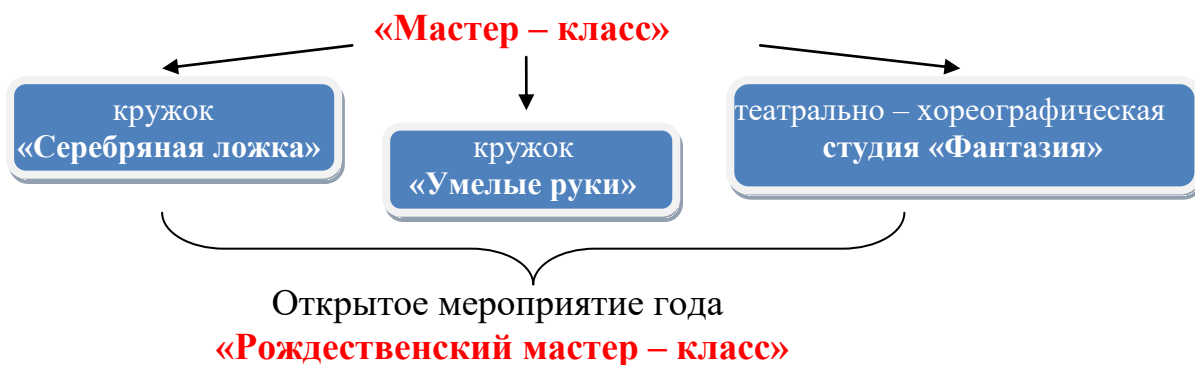 «Мастер – класс»
кружок
«Серебряная ложка»
кружок
«Умелые руки»
театрально – хореографическая
студия «Фантазия»
Открытое мероприятие года
«Рождественский мастер – класс»